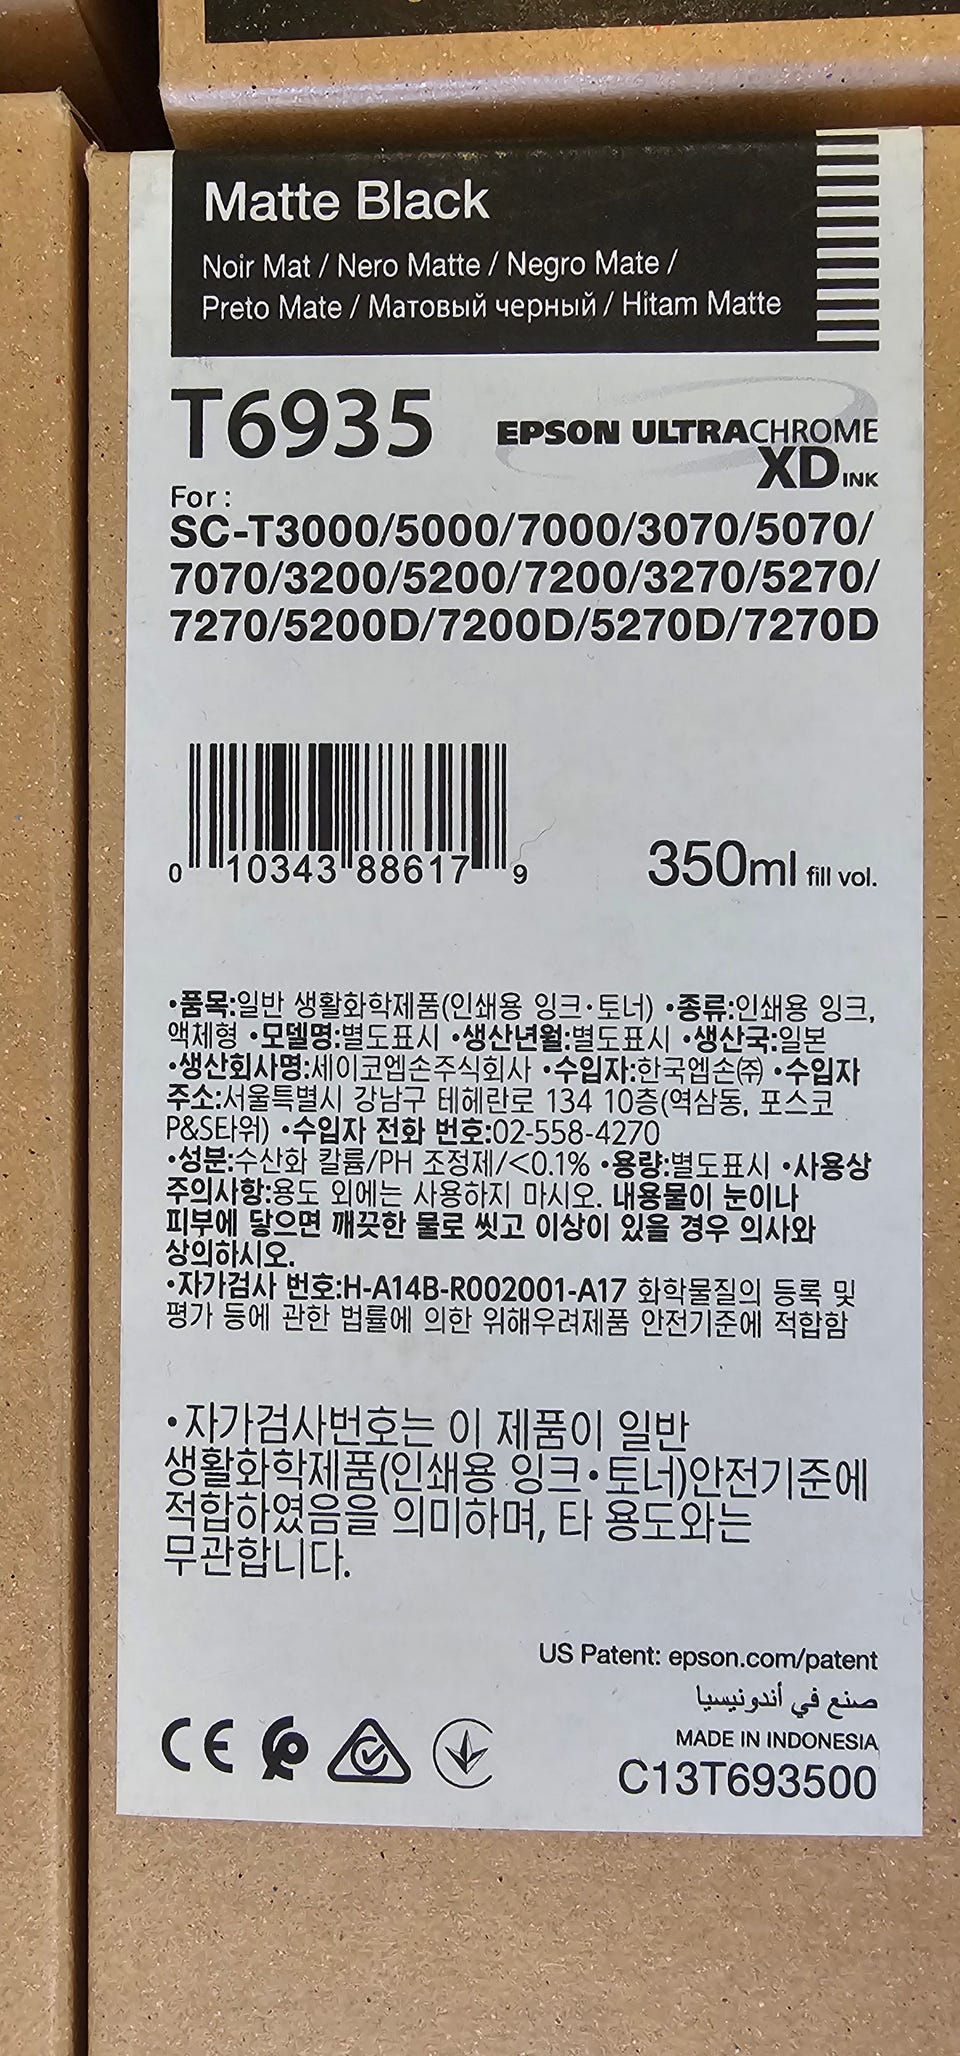 Matte Black
Noir Mat / Nero Matte / Negro Mate /
Preto Mate / Матовый черный / Hitam Matte
T6935
EPSON ULTRACHROME
XD INK
For :
SC-T3000/5000/7000/3070/5070/
7070/3200/5200/7200/3270/5270/
7270/5200D/7200D/5270D/7270D
0 10343 88617 9
350ml fill vol.
•품목:일반 생활화학제품(인쇄용 잉크·토너) •종류:인쇄용 잉크,
액체형 •모델명:별도표시 •생산년월:별도표시 •생산국:일본
•생산회사명:세이코엡손주식회사 •수입자:한국엡손㈜ •수입자
주소:서울특별시 강남구 테헤란로 134 10층(역삼동, 포스코
P&S타워) •수입자 전화 번호:02-558-4270
•성분:수산화 칼륨/PH 조정제/<0.1% •용량:별도표시 •사용상
주의사항:용도 외에는 사용하지 마시오. 내용물이 눈이나
피부에 닿으면 깨끗한 물로 씻고 이상이 있을 경우 의사와
상의하시오.
•자가검사 번호:H-A14B-R002001-A17 화학물질의 등록 및
평가 등에 관한 법률에 의한 위해우려제품 안전기준에 적합함
•자가검사번호는 이 제품이 일반
생활화학제품(인쇄용 잉크·토너)안전기준에
적합하였음을 의미하며, 타 용도와는
무관합니다.
US Patent: epson.com/patent
صنع في أندونيسيا
MADE IN INDONESIA
CE
C13T693500